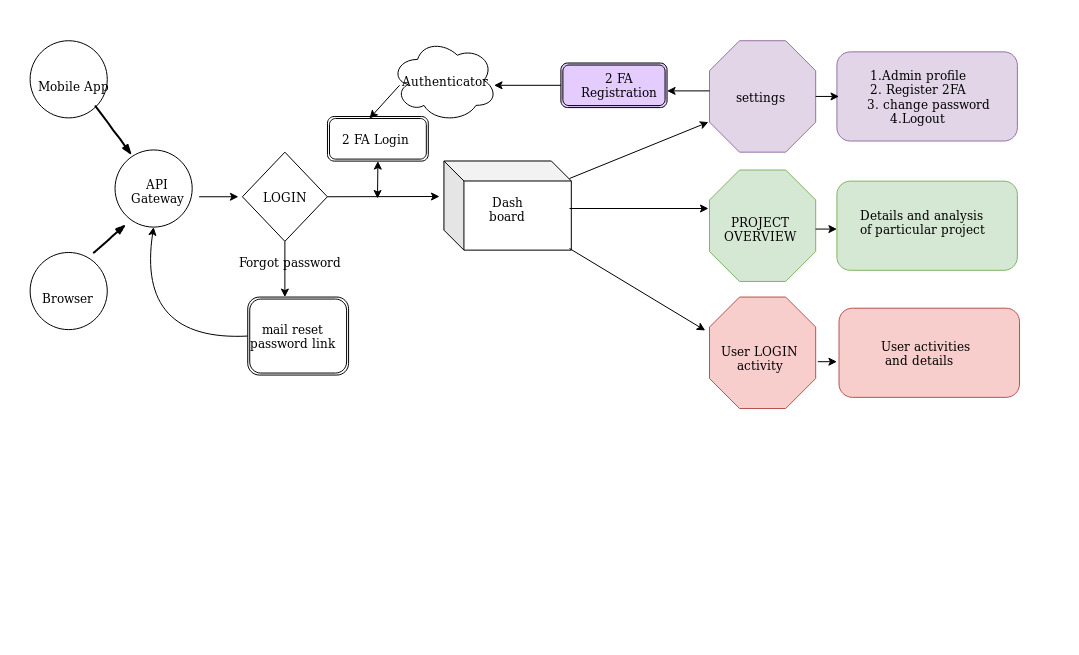 Mobile App
API
Gateway
Browser
LOGIN
Forgot password
mail reset
password link
2 FA Login
Authenticator
2 FA
Registration
Dash
board
settings
1.Admin profile
2. Register 2FA
3. change password
4.Logout
PROJECT
OVERVIEW
Details and analysis
of particular project
User LOGIN
activity
User activities
and details